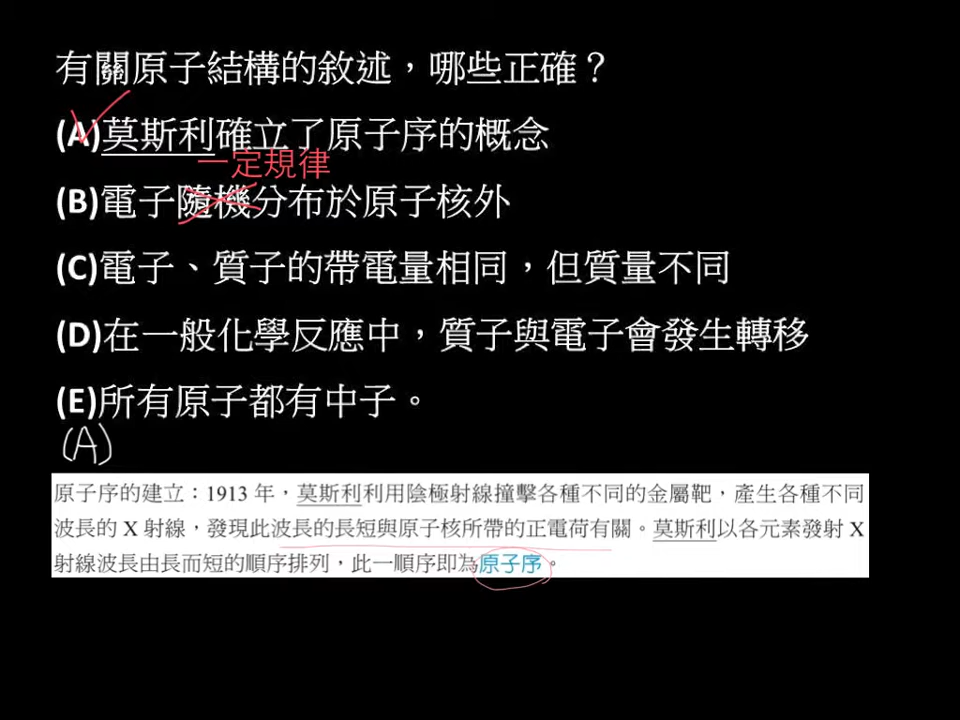 有關原子結構的敘述，哪些正確？
(A)莫斯利確立了原子序的概念
一定規律
(B)電子隨機分布於原子核外
(C)電子、質子的帶電量相同，但質量不同
(D)在一般化學反應中，質子與電子會發生轉移
(E)所有原子都有中子。
(A)
原子序的建立：1913 年，莫斯利利用陰極射線撞擊各種不同的金屬靶，產生各種不同
波長的 X 射線，發現此波長的長短與原子核所帶的正電荷有關。莫斯利以各元素發射 X
射線波長由長而短的順序排列，此一順序即為原子序。